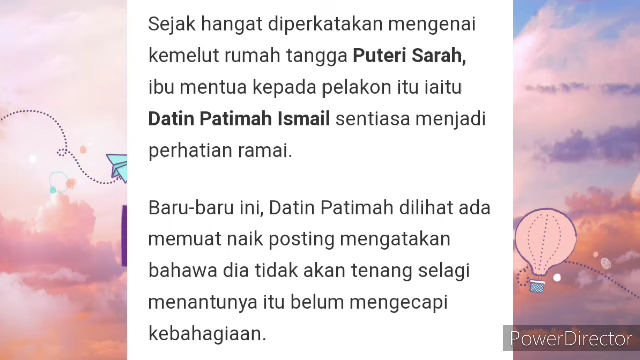 Sejak hangat diperkatakan mengenai
kemelut rumah tangga Puteri Sarah,
ibu mentua kepada pelakon itu iaitu
Datin Patimah Ismail sentiasa menjadi
perhatian ramai.
Baru-baru ini, Datin Patimah dilihat ada
memuat naik posting mengatakan
bahawa dia tidak akan tenang selagi
menantunya itu belum mengecapi
kebahagiaan.
PowerDirector